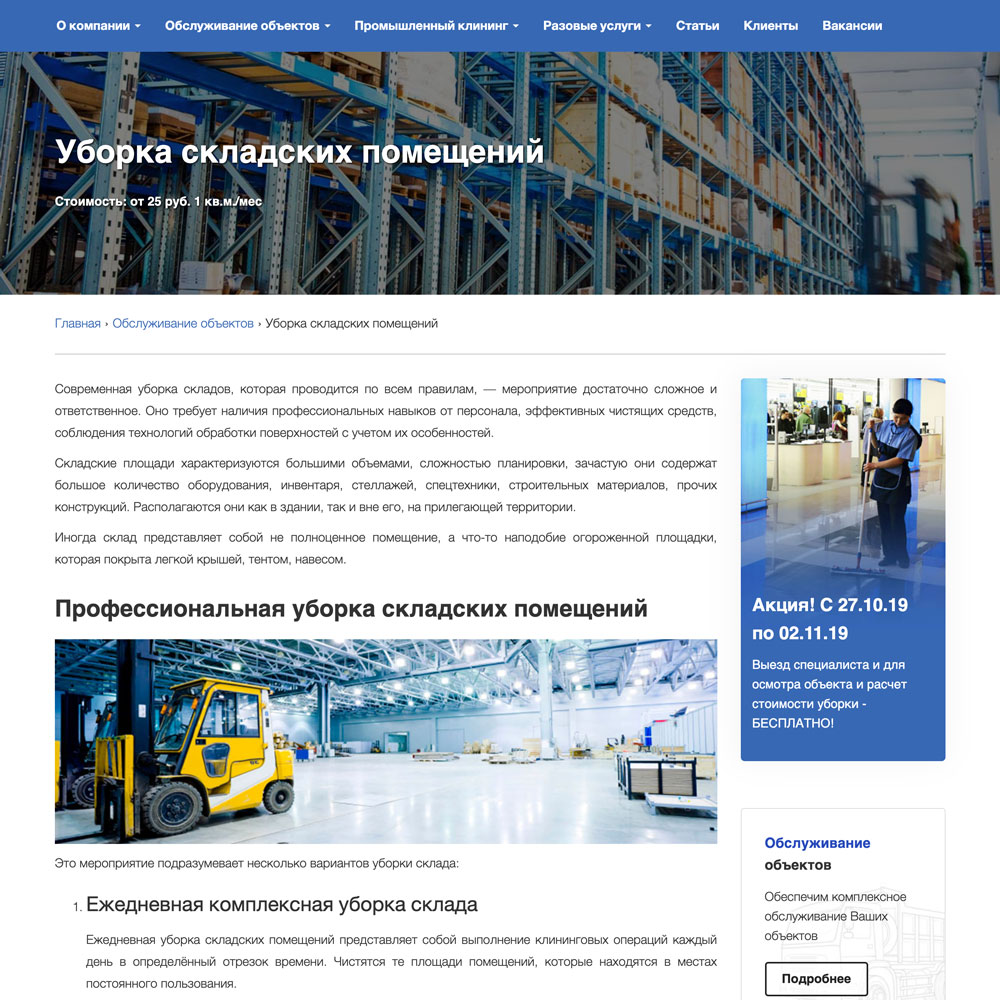 О компании Обслуживание объектов Промышленный клининг Разовые услуги Статьи Клиенты Вакансии
Уборка складских помещений
Стоимость: от 25 руб. 1 кв.м./мес
Главная › Обслуживание объектов › Уборка складских помещений
Современная уборка складов, которая проводится по всем правилам, — мероприятие достаточно сложное и
ответственное. Оно требует наличия профессиональных навыков от персонала, эффективных чистящих средств,
соблюдения технологий обработки поверхностей с учетом их особенностей.
Складские площади характеризуются большими объемами, сложностью планировки, зачастую они содержат
большое количество оборудования, инвентаря, стеллажей, спецтехники, строительных материалов, прочих
конструкций. Располагаются они как в здании, так и вне его, на прилегающей территории.
Иногда склад представляет собой не полноценное помещение, а что-то наподобие огороженной площадки,
которая покрыта легкой крышей, тентом, навесом.
Профессиональная уборка складских помещений
Это мероприятие подразумевает несколько вариантов уборки склада:
1. Ежедневная комплексная уборка склада
Ежедневная уборка складских помещений представляет собой выполнение клининговых операций каждый
день в определённый отрезок времени. Чистятся те площади помещений, которые находятся в местах
постоянного пользования.
Акция! С 27.10.19
по 02.11.19
Выезд специалиста и для
осмотра объекта и расчет
стоимости уборки -
БЕСПЛАТНО!
Обслуживание
объектов
Обеспечим комплексное
обслуживание Ваших
объектов
Подробнее